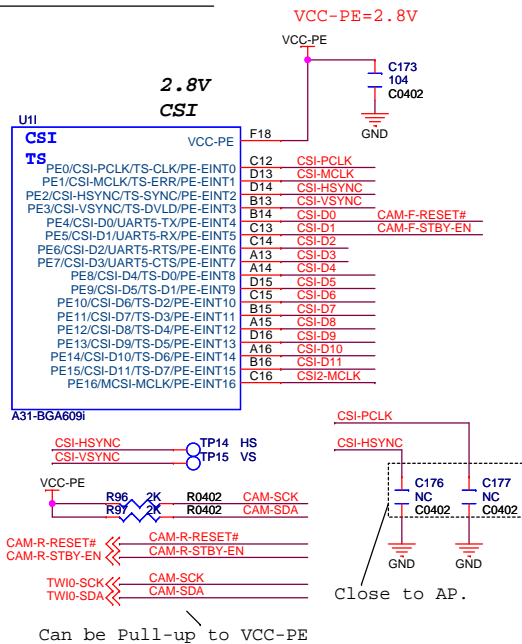 VCC-PE=2.8V
VCC-PE
C173
104
C0402
GND
2.8V
CSI
U1I
CSI
TS
VCC-PE F18
PE0/CSI-PCLK/TS-CLK/PE-EINT0 C12 CSI-PCLK
PE1/CSI-MCLK/TS-ERR/PE-EINT1 D13 CSI-MCLK
PE2/CSI-HSYNC/TS-SYNC/PE-EINT2 D14 CSI-HSYNC
PE3/CSI-VSYNC/TS-DVLD/PE-EINT3 B13 CSI-VSYNC
PE4/CSI-D0/UART5-TX/PE-EINT4 B14 CSI-D0 CAM-F-RESET#
PE5/CSI-D1/UART5-RX/PE-EINT5 C13 CSI-D1 CAM-F-STBY-EN
PE6/CSI-D2/UART5-RTS/PE-EINT6 C14 CSI-D2
PE7/CSI-D3/UART5-CTS/PE-EINT7 A13 CSI-D3
PE8/CSI-D4/TS-D0/PE-EINT8 A14 CSI-D4
PE9/CSI-D5/TS-D1/PE-EINT9 D15 CSI-D5
PE10/CSI-D6/TS-D2/PE-EINT10 C15 CSI-D6
PE11/CSI-D7/TS-D3/PE-EINT11 B15 CSI-D7
PE12/CSI-D8/TS-D4/PE-EINT12 A15 CSI-D8
PE13/CSI-D9/TS-D5/PE-EINT13 D16 CSI-D9
PE14/CSI-D10/TS-D6/PE-EINT14 A16 CSI-D10
PE15/CSI-D11/TS-D7/PE-EINT15 B16 CSI-D11
PE16/MCSI-MCLK/PE-EINT16 C16 CSI2-MCLK
A31-BGA609i
CSI-HSYNC TP14 HS
CSI-VSYNC TP15 VS
VCC-PE
R96 2K R0402 CAM-SCK
R97 2K R0402 CAM-SDA
CAM-R-RESET# CAM-R-RESET#
CAM-R-STBY-EN CAM-R-STBY-EN
TWI0-SCK CAM-SCK
TWI0-SDA CAM-SDA
Can be Pull-up to VCC-PE
CSI-PCLK
CSI-HSYNC
C176
NC
C0402
GND
C177
NC
C0402
GND
Close to AP.